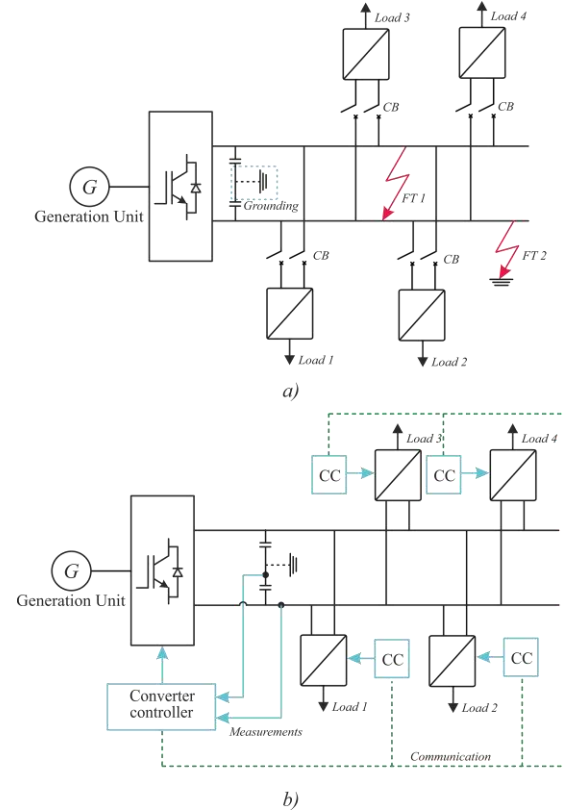 Load 3
Load 4
CB
CB
G
Generation Unit
Grounding
FT 1
CB
CB
FT 2
Load 1
Load 2
a)
Load 3
Load 4
CC
CC
G
Generation Unit
CC
CC
Converter
controller
Load 1
Load 2
Measurements
Communication
b)